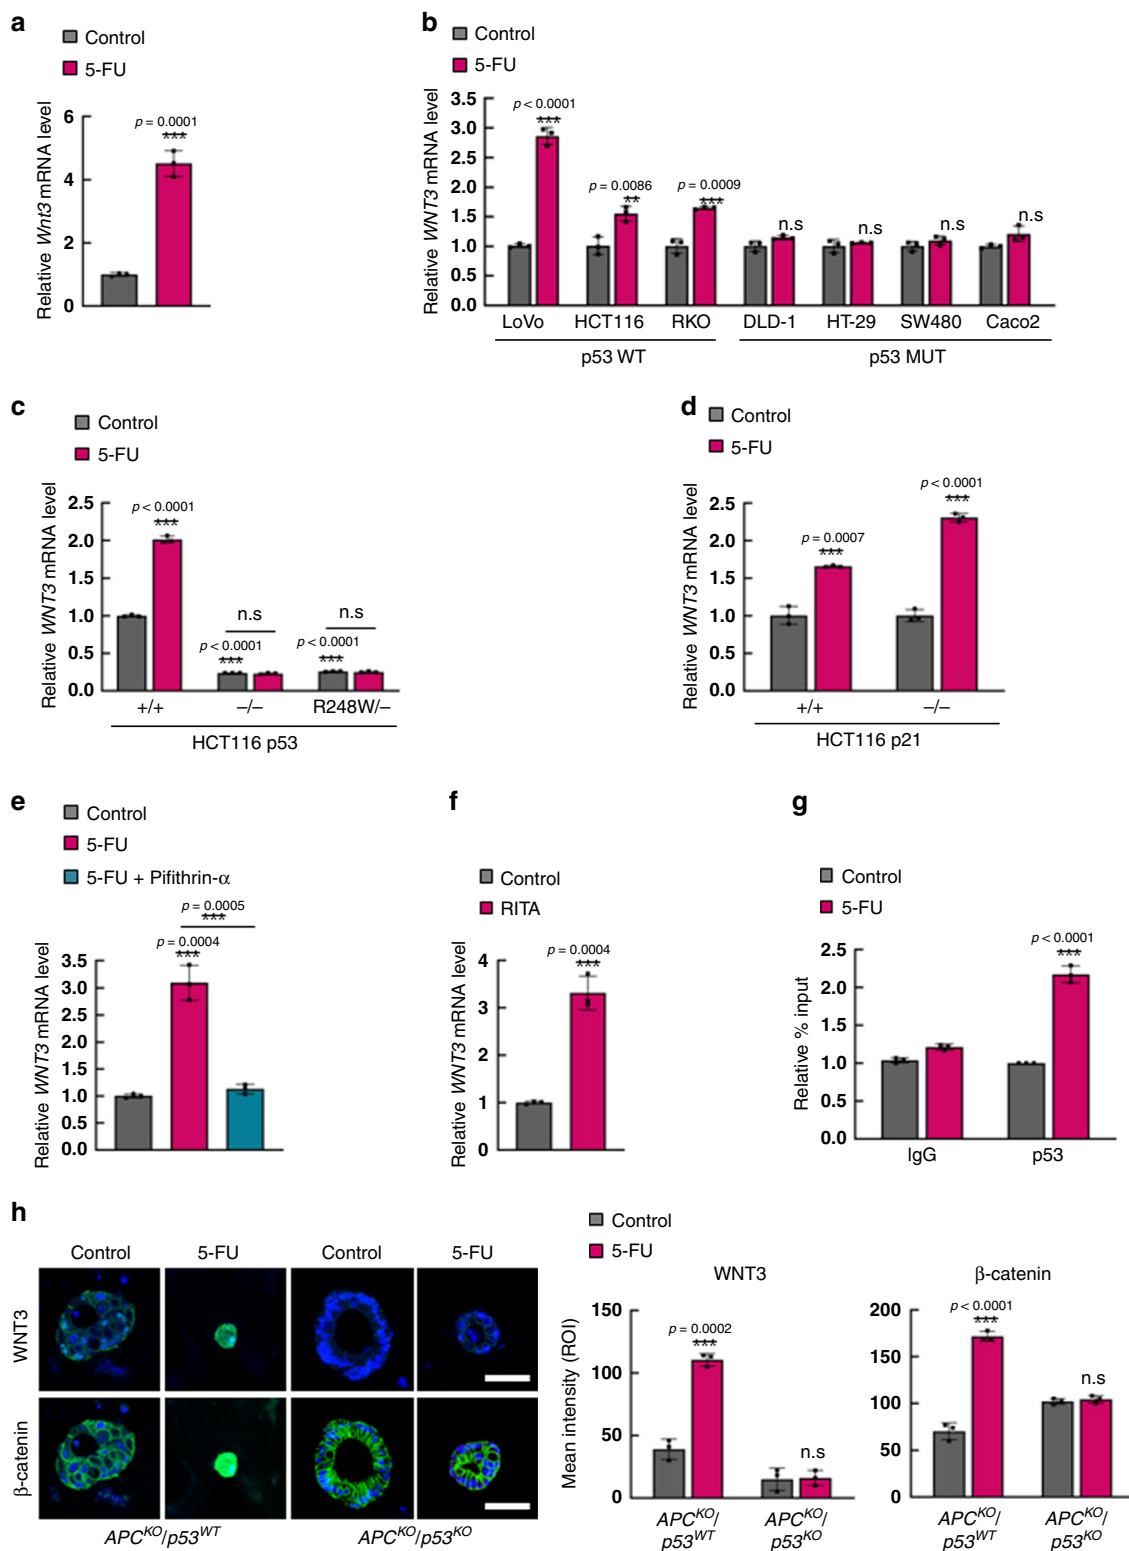 a
Control
5-FU
Relative Wnt3 mRNA level
6
4
2
0
p = 0.0001
***
b
Control
5-FU
Relative WNT3 mRNA level
3.5
3.0
2.5
2.0
1.5
1.0
0.5
0.0
p < 0.0001
***
p = 0.0086
**
p = 0.0009
***
n.s
n.s
n.s
n.s
LoVo HCT116 RKO DLD-1 HT-29 SW480 Caco2
p53 WT p53 MUT
c
Control
5-FU
Relative WNT3 mRNA level
2.5
2.0
1.5
1.0
0.5
0.0
p < 0.0001
***
n.s
p < 0.0001
***
n.s
p < 0.0001
***
+/+ –/– R248W/–
HCT116 p53
d
Control
5-FU
Relative WNT3 mRNA level
2.5
2.0
1.5
1.0
0.5
0.0
p = 0.0007
***
p < 0.0001
***
+/+ –/–
HCT116 p21
e
Control
5-FU
5-FU + Pifithrin-α
Relative WNT3 mRNA level
3.5
3.0
2.5
2.0
1.5
1.0
0.5
0.0
p = 0.0005
***
p = 0.0004
***
f
Control
RITA
Relative WNT3 mRNA level
4
3
2
1
0
p = 0.0004
***
g
Control
5-FU
Relative % input
2.5
2.0
1.5
1.0
0.5
0.0
p < 0.0001
***
IgG p53
h
Control 5-FU Control 5-FU
WNT3
β-catenin
APCKO/p53WT APCKO/p53KO
Control
5-FU
WNT3
Mean intensity (ROI)
150
100
50
0
p = 0.0002
***
n.s
APCKO/ APCKO/
p53WT p53KO
β-catenin
200
150
100
50
0
p < 0.0001
***
n.s
APCKO/ APCKO/
p53WT p53KO